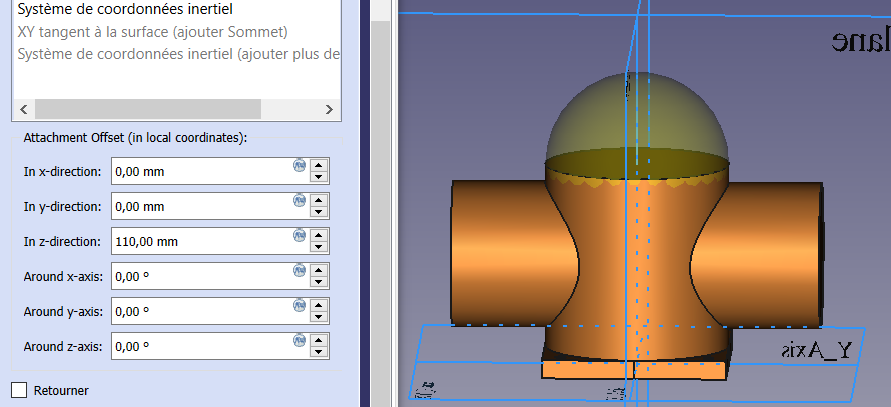 Système de coordonnées inertiel
XY tangent à la surface (ajouter Sommet)
Système de coordonnées inertiel (ajouter plus de
Attachment Offset (in local coordinates):
In x-direction: 0,00 mm
In y-direction: 0,00 mm
In z-direction: 110,00 mm
Around x-axis: 0,00 °
Around y-axis: 0,00 °
Around z-axis: 0,00 °
Retourner
lane
Y_Axis